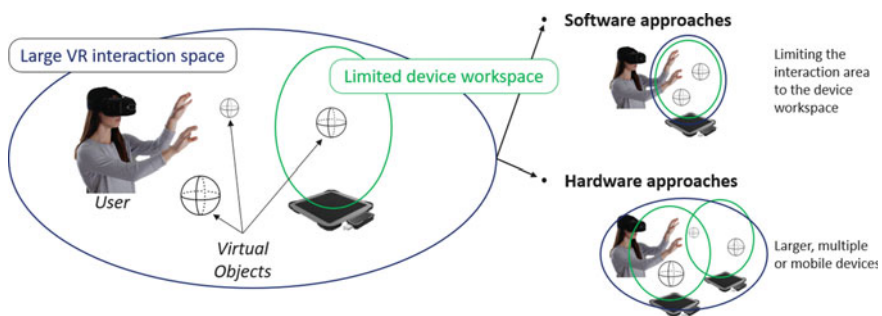 Large VR interaction space
Limited device workspace
User
Virtual
Objects
• Software approaches
Limiting the
interaction area
to the device
workspace
• Hardware approaches
Larger, multiple
or mobile devices